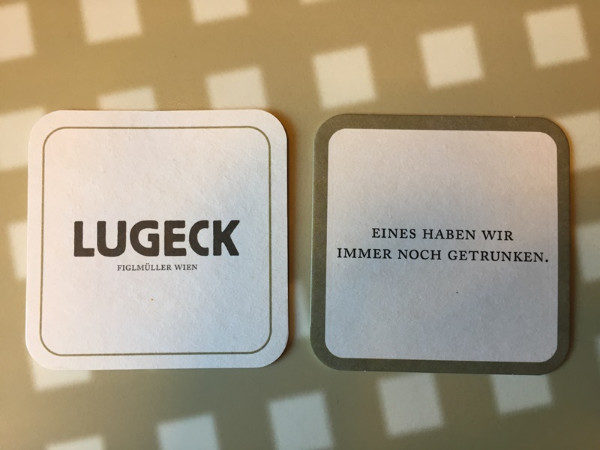 LUGECK
FIGLMÜLLER WIEN
EINES HABEN WIR
IMMER NOCH GETRUNKEN.